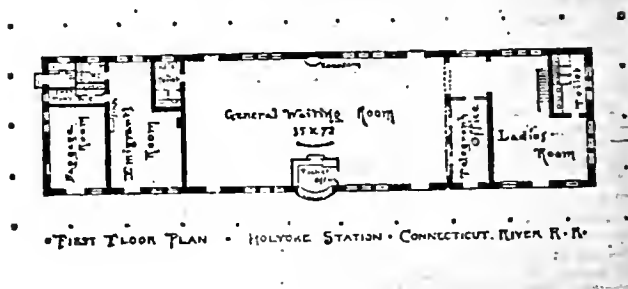 General Waiting Room
35 x 72
Ticket
Office
Baggage
Room
Emigrants
Room
Telegraph
Office
Ladies
Room
Toilet
• First Floor Plan • Holyoke Station • Connecticut River R. R. •